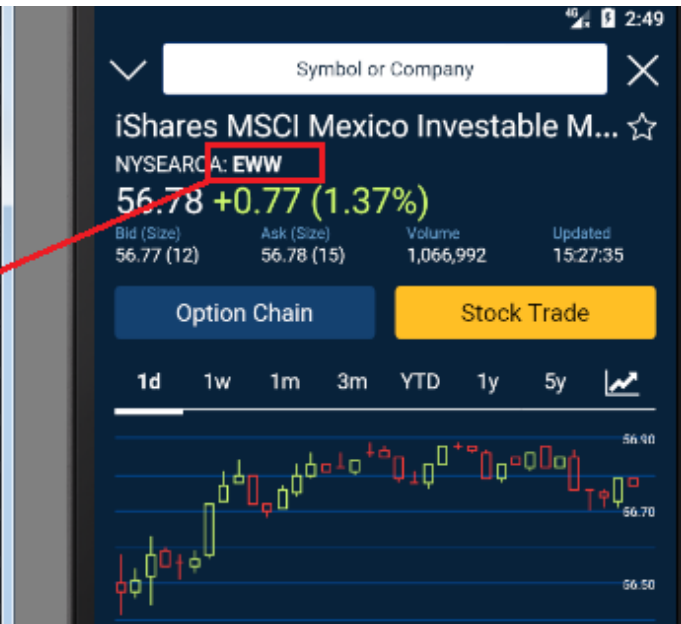 4G 2:49
Symbol or Company
iShares MSCI Mexico Investable M...
NYSEARCA: EWW
56.78 +0.77 (1.37%)
Bid (Size) Ask (Size) Volume Updated
56.77 (12) 56.78 (15) 1,066,992 15:27:35
Option Chain Stock Trade
1d 1w 1m 3m YTD 1y 5y
56.90
56.70
56.50